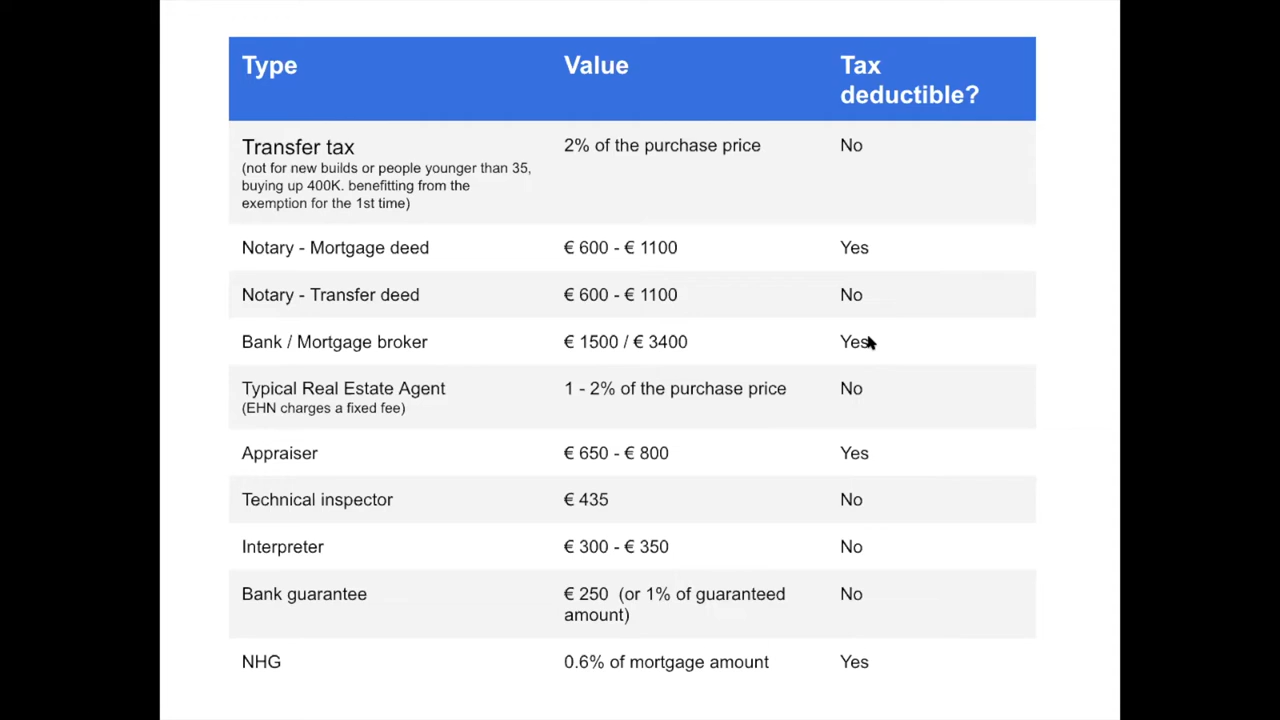 Type Value Tax
deductible?
Transfer tax 2% of the purchase price No
(not for new builds or people younger than 35,
buying up 400K. benefitting from the
exemption for the 1st time)
Notary - Mortgage deed € 600 - € 1100 Yes
Notary - Transfer deed € 600 - € 1100 No
Bank / Mortgage broker € 1500 / € 3400 Yes
Typical Real Estate Agent 1 - 2% of the purchase price No
(EHN charges a fixed fee)
Appraiser € 650 - € 800 Yes
Technical inspector € 435 No
Interpreter € 300 - € 350 No
Bank guarantee € 250 (or 1% of guaranteed No
amount)
NHG 0.6% of mortgage amount Yes